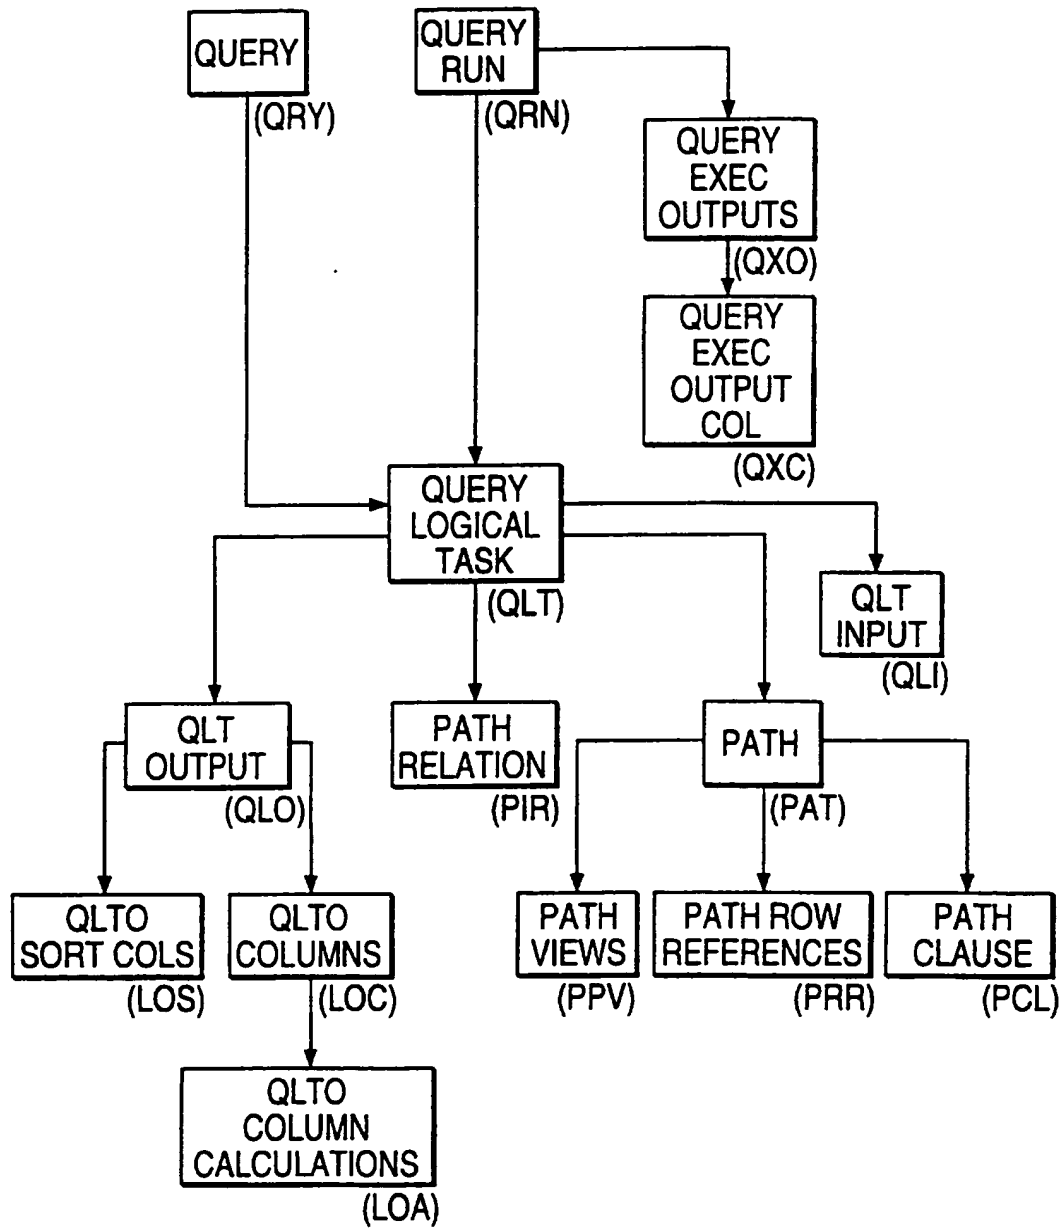 QUERY
(QRY)
QUERY
RUN
(QRN)
QUERY
EXEC
OUTPUTS
(QXO)
QUERY
EXEC
OUTPUT
COL
(QXC)
QUERY
LOGICAL
TASK
(QLT)
QLT
INPUT
(QLI)
QLT
OUTPUT
(QLO)
PATH
RELATION
(PIR)
PATH
(PAT)
QLTO
SORT COLS
(LOS)
QLTO
COLUMNS
(LOC)
PATH
VIEWS
(PPV)
PATH ROW
REFERENCES
(PRR)
PATH
CLAUSE
(PCL)
QLTO
COLUMN
CALCULATIONS
(LOA)